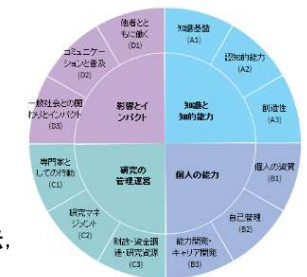 他者とと
もに働く
(D1)
知識基盤
(A1)
コミュニケー
ションと普及
(D2)
認知的能力
(A2)
一般社会との関
わりとインパクト
(D3)
影響とイ
ンパクト
知識と
知的能力
創造性
(A3)
専門家と
しての行動
(C1)
研究の
管理運営
個人の能力
個人の資質
(B1)
研究マネ
ジメント
(C2)
自己管理
(B2)
財政・資金調
達・研究資源
(C3)
能力開発・
キャリア開発
(B3)